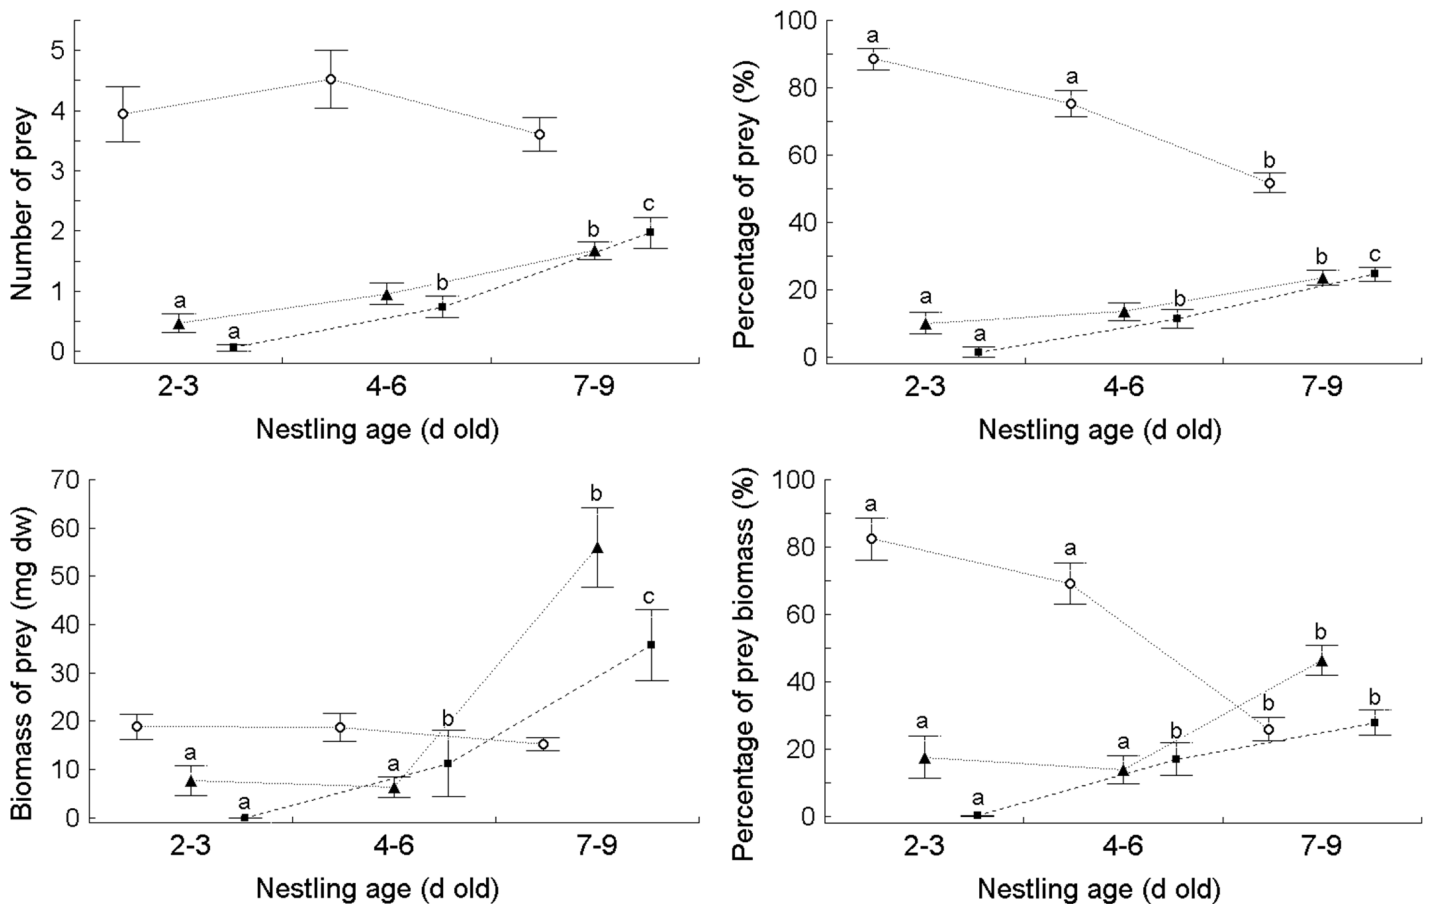 Number of prey
5
4
3
2
1
0
a
a
b
b
c
2-3
4-6
7-9
Nestling age (d old)
Percentage of prey (%)
100
80
60
40
20
0
a
a
b
a
a
b
b
c
2-3
4-6
7-9
Nestling age (d old)
Biomass of prey (mg dw)
70
60
50
40
30
20
10
0
a
a
a
b
b
c
2-3
4-6
7-9
Nestling age (d old)
Percentage of prey biomass (%)
100
80
60
40
20
0
a
a
b
a
a
a
b
b
b
2-3
4-6
7-9
Nestling age (d old)